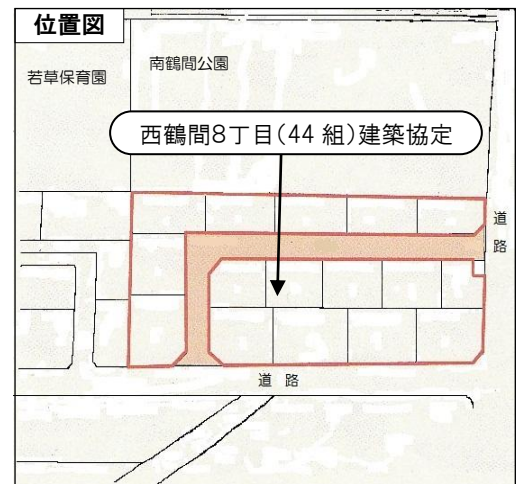 位置図
南鶴間公園
若草保育園
西鶴間8丁目(44 組)建築協定
道路
道 路